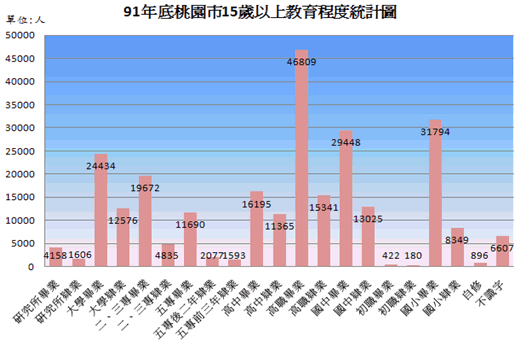 91年底桃園市15歲以上教育程度統計圖
單位:人
50000
45000
40000
35000
30000
25000
20000
15000
10000
5000
0
4158
1606
24434
12576
19672
4835
11690
2077
1593
16195
11365
46809
15341
29448
13025
422
180
31794
8349
896
6607
研究所畢業
研究所肄業
大學畢業
大學肄業
二、三專畢業
二、三專肄業
五專畢業
五專後二年肄業
五專前三年肄業
高中畢業
高中肄業
高職畢業
高職肄業
國中畢業
國中肄業
初職畢業
初職肄業
國小畢業
國小肄業
自修
不識字